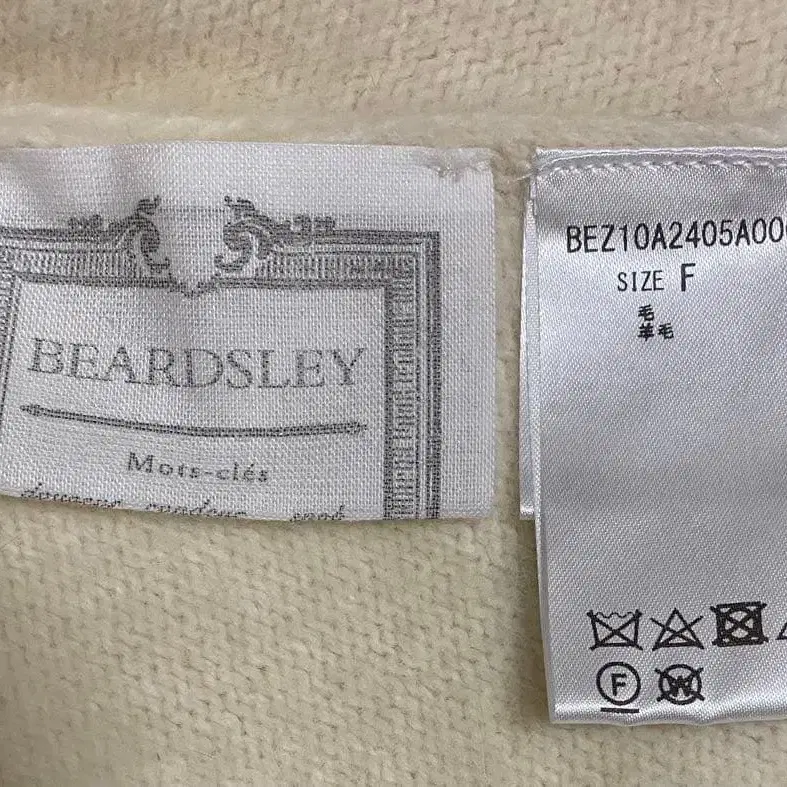 BEARDSLEY
Mots-clés
BEZ10A2405A00
SIZE F
毛
羊毛
F
W